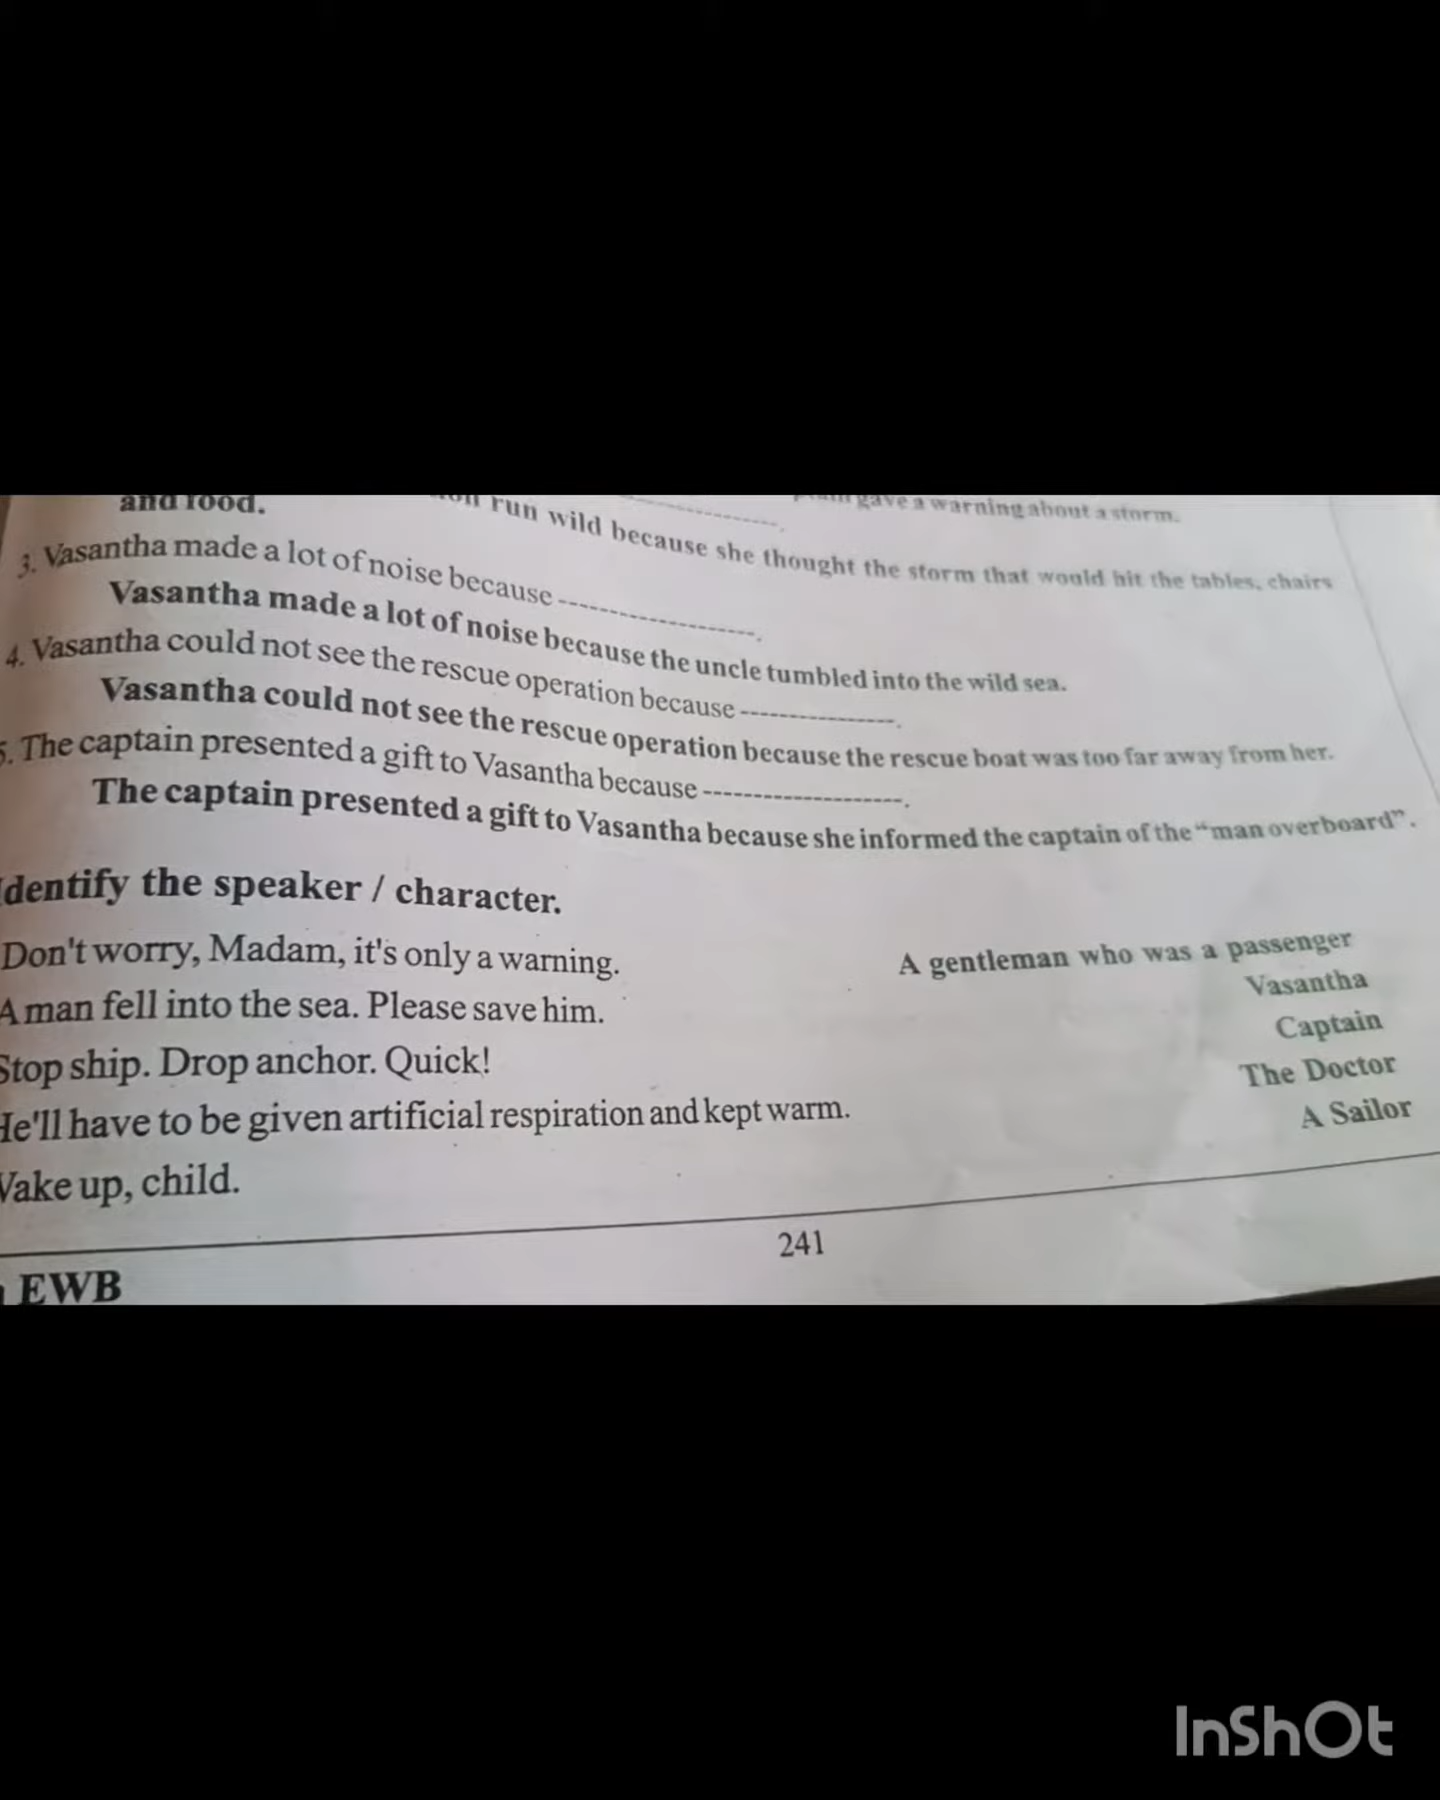 gave a warning about a storm.
run wild because she thought the storm that would hit the tables, chairs
and food.
3. Vasantha made a lot of noise because --------------------.
Vasantha made a lot of noise because the uncle tumbled into the wild sea.
4. Vasantha could not see the rescue operation because ----------------.
Vasantha could not see the rescue operation because the rescue boat was too far away from her.
5. The captain presented a gift to Vasantha because --------------------.
The captain presented a gift to Vasantha because she informed the captain of the “man overboard”.
Identify the speaker / character.
Don't worry, Madam, it's only a warning. A gentleman who was a passenger
A man fell into the sea. Please save him. Vasantha
Stop ship. Drop anchor. Quick! Captain
He'll have to be given artificial respiration and kept warm. The Doctor
Wake up, child. A Sailor
241
EWB
InShOt